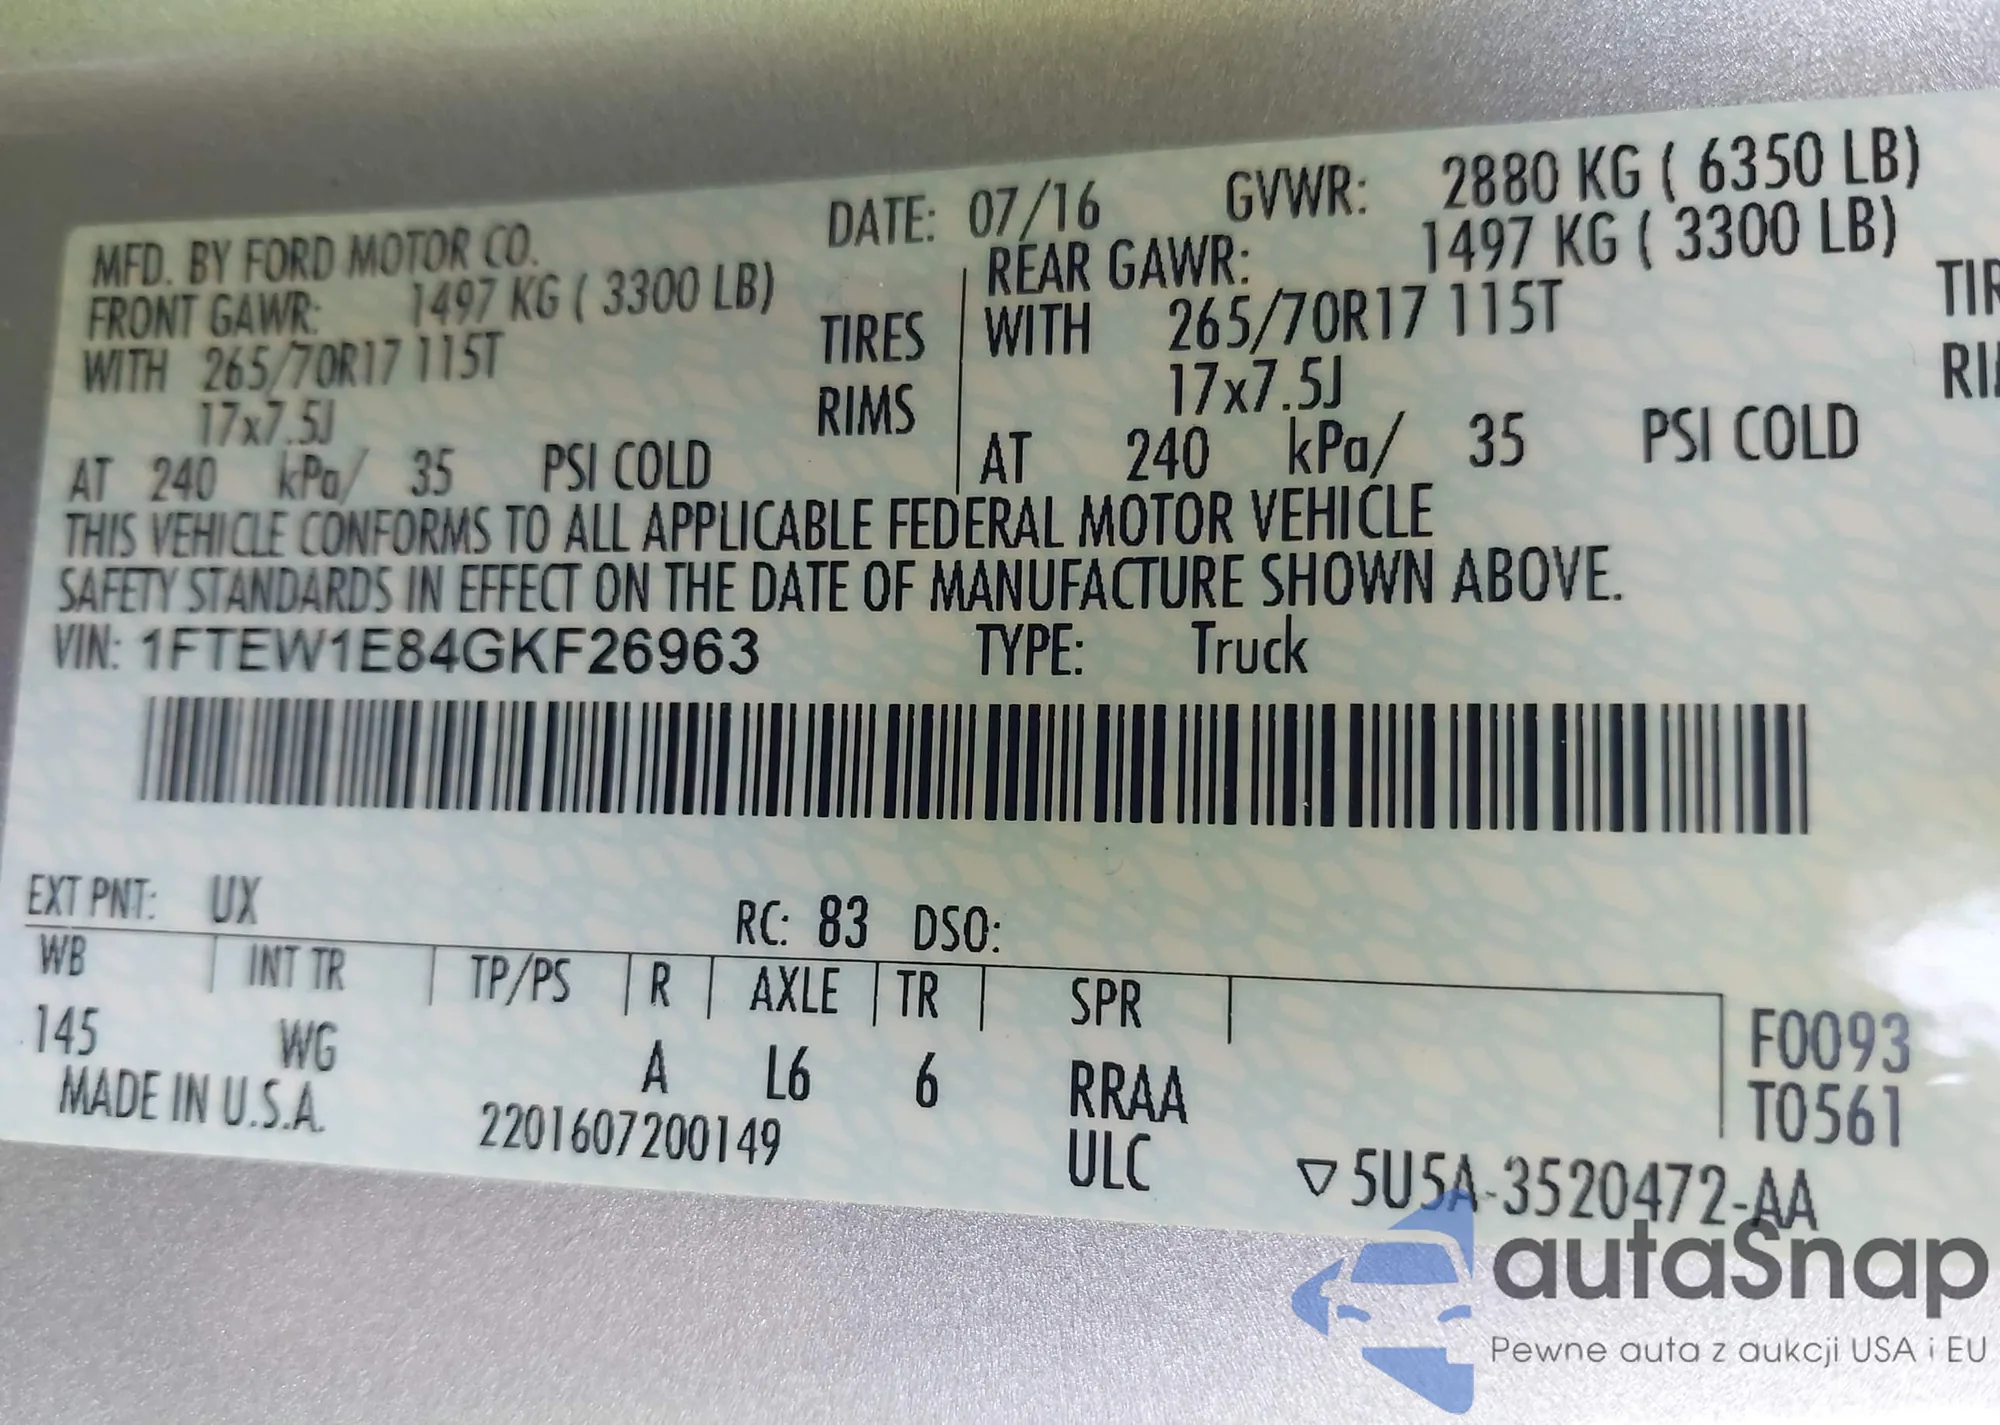 MFD. BY FORD MOTOR CO. DATE: 07/16 GVWR: 2880 KG ( 6350 LB)
FRONT GAWR: 1497 KG ( 3300 LB) REAR GAWR: 1497 KG ( 3300 LB)
WITH 265/70R17 115T TIRES WITH 265/70R17 115T
17x7.5J RIMS 17x7.5J
AT 240 kPa/ 35 PSI COLD AT 240 kPa/ 35 PSI COLD
THIS VEHICLE CONFORMS TO ALL APPLICABLE FEDERAL MOTOR VEHICLE
SAFETY STANDARDS IN EFFECT ON THE DATE OF MANUFACTURE SHOWN ABOVE.
VIN: 1FTEW1E84GKF26963 TYPE: Truck
EXT PNT: UX RC: 83 DSO:
WB INT TR TP/PS R AXLE TR SPR
145 WG A L6 6 RRAA F0093
MADE IN U.S.A. 2201607200149 ULC T0561
▽5U5A-3520472-AA
autaSnap
Pewne auta z aukcji USA i EU